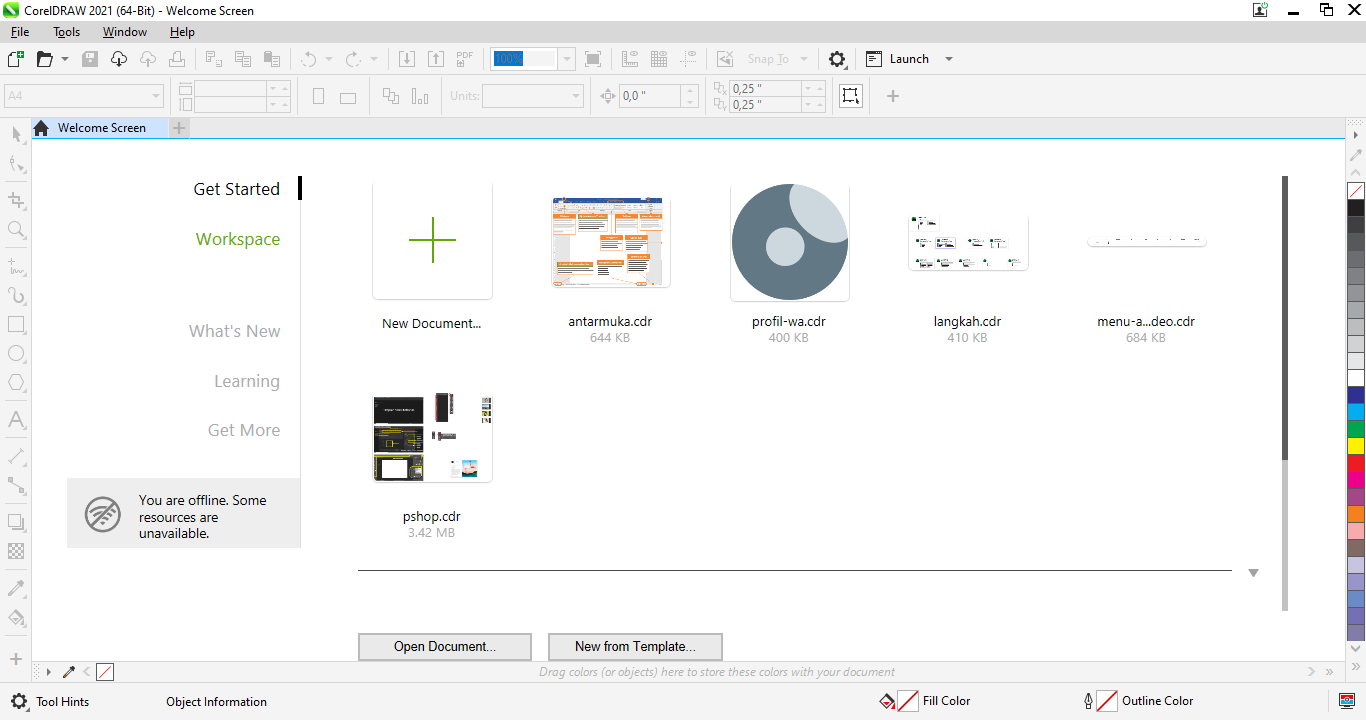 CorelDRAW 2021 (64-Bit) - Welcome Screen
File Tools Window Help
PDF 100% Snap To Launch
A4 Units: 0,0 " 0,25 "
0,25 "
Welcome Screen
Get Started
Workspace
What's New
Learning
Get More
You are offline. Some
resources are
unavailable.
New Document...
antarmuka.cdr
644 KB
profil-wa.cdr
400 KB
langkah.cdr
410 KB
menu-a...deo.cdr
684 KB
pshop.cdr
3.42 MB
Open Document... New from Template...
Drag colors (or objects) here to store these colors with your document
Tool Hints Object Information Fill Color Outline Color